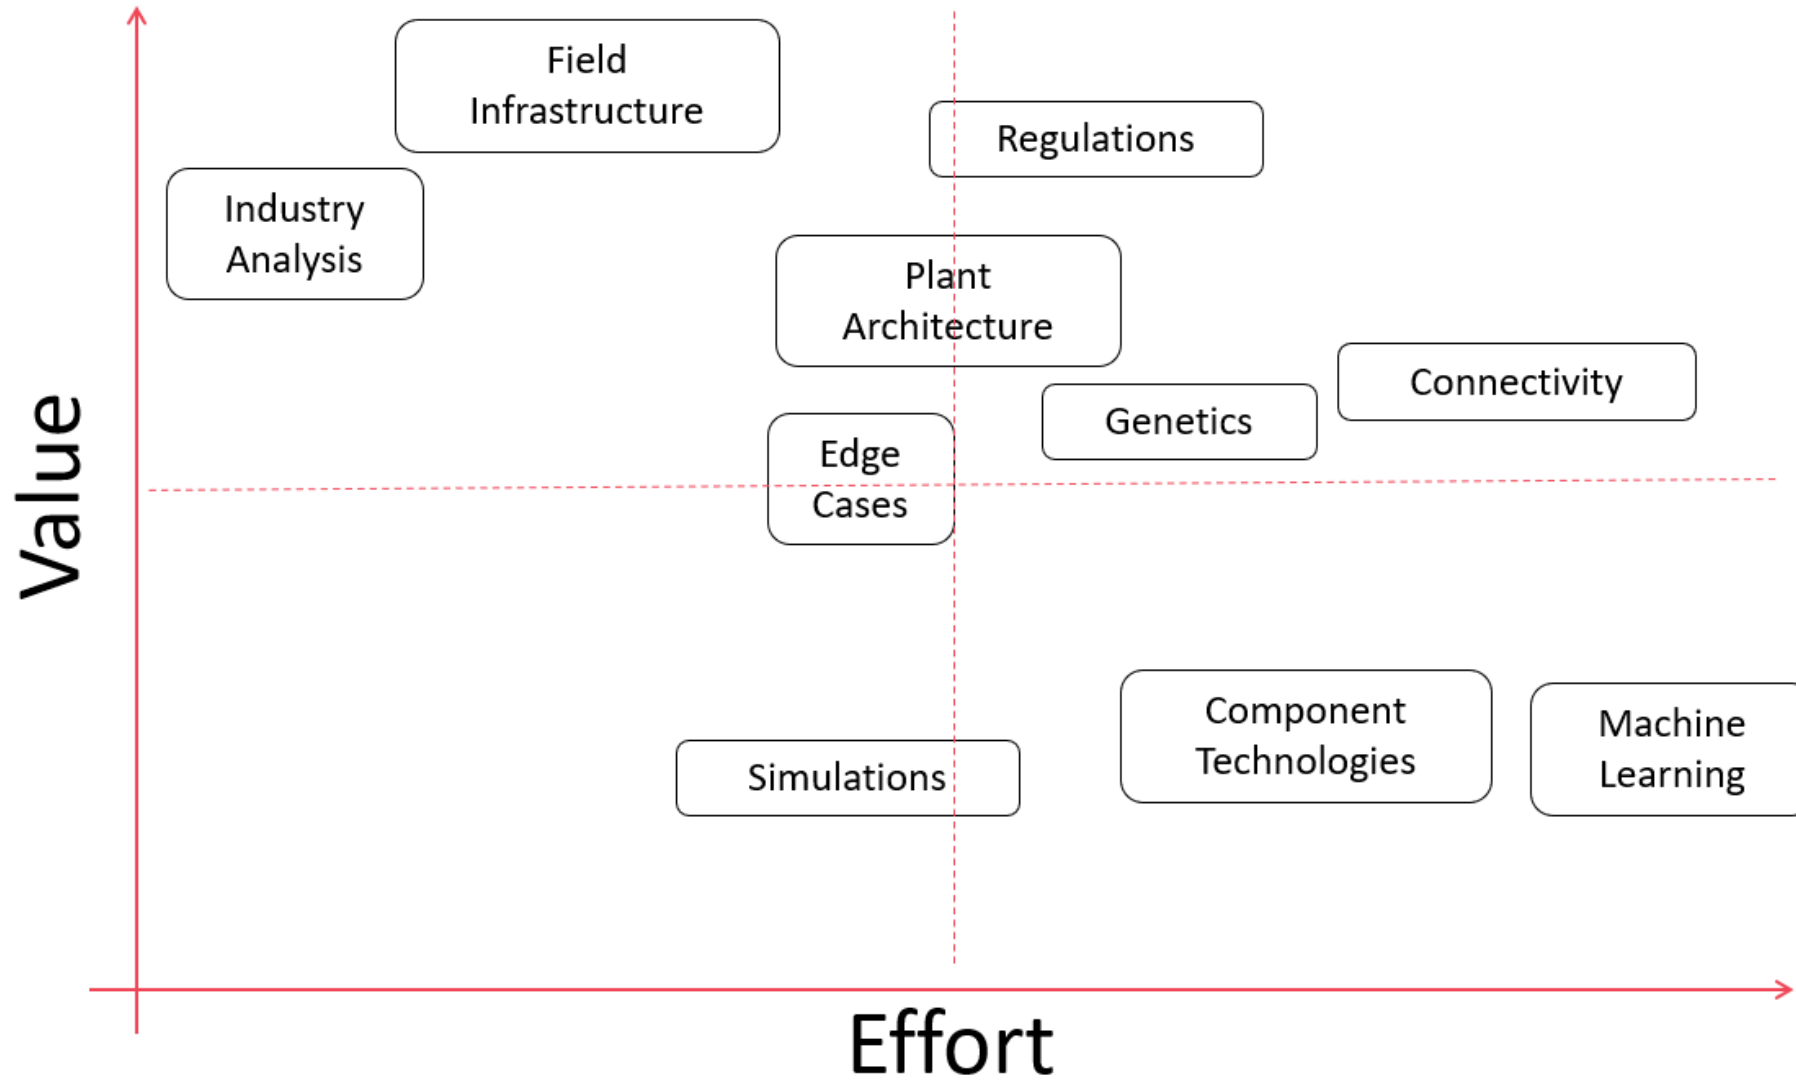 Field
Infrastructure
Regulations
Industry
Analysis
Plant
Architecture
Connectivity
Genetics
Edge
Cases
Value
Component
Technologies
Machine
Learning
Simulations
Effort